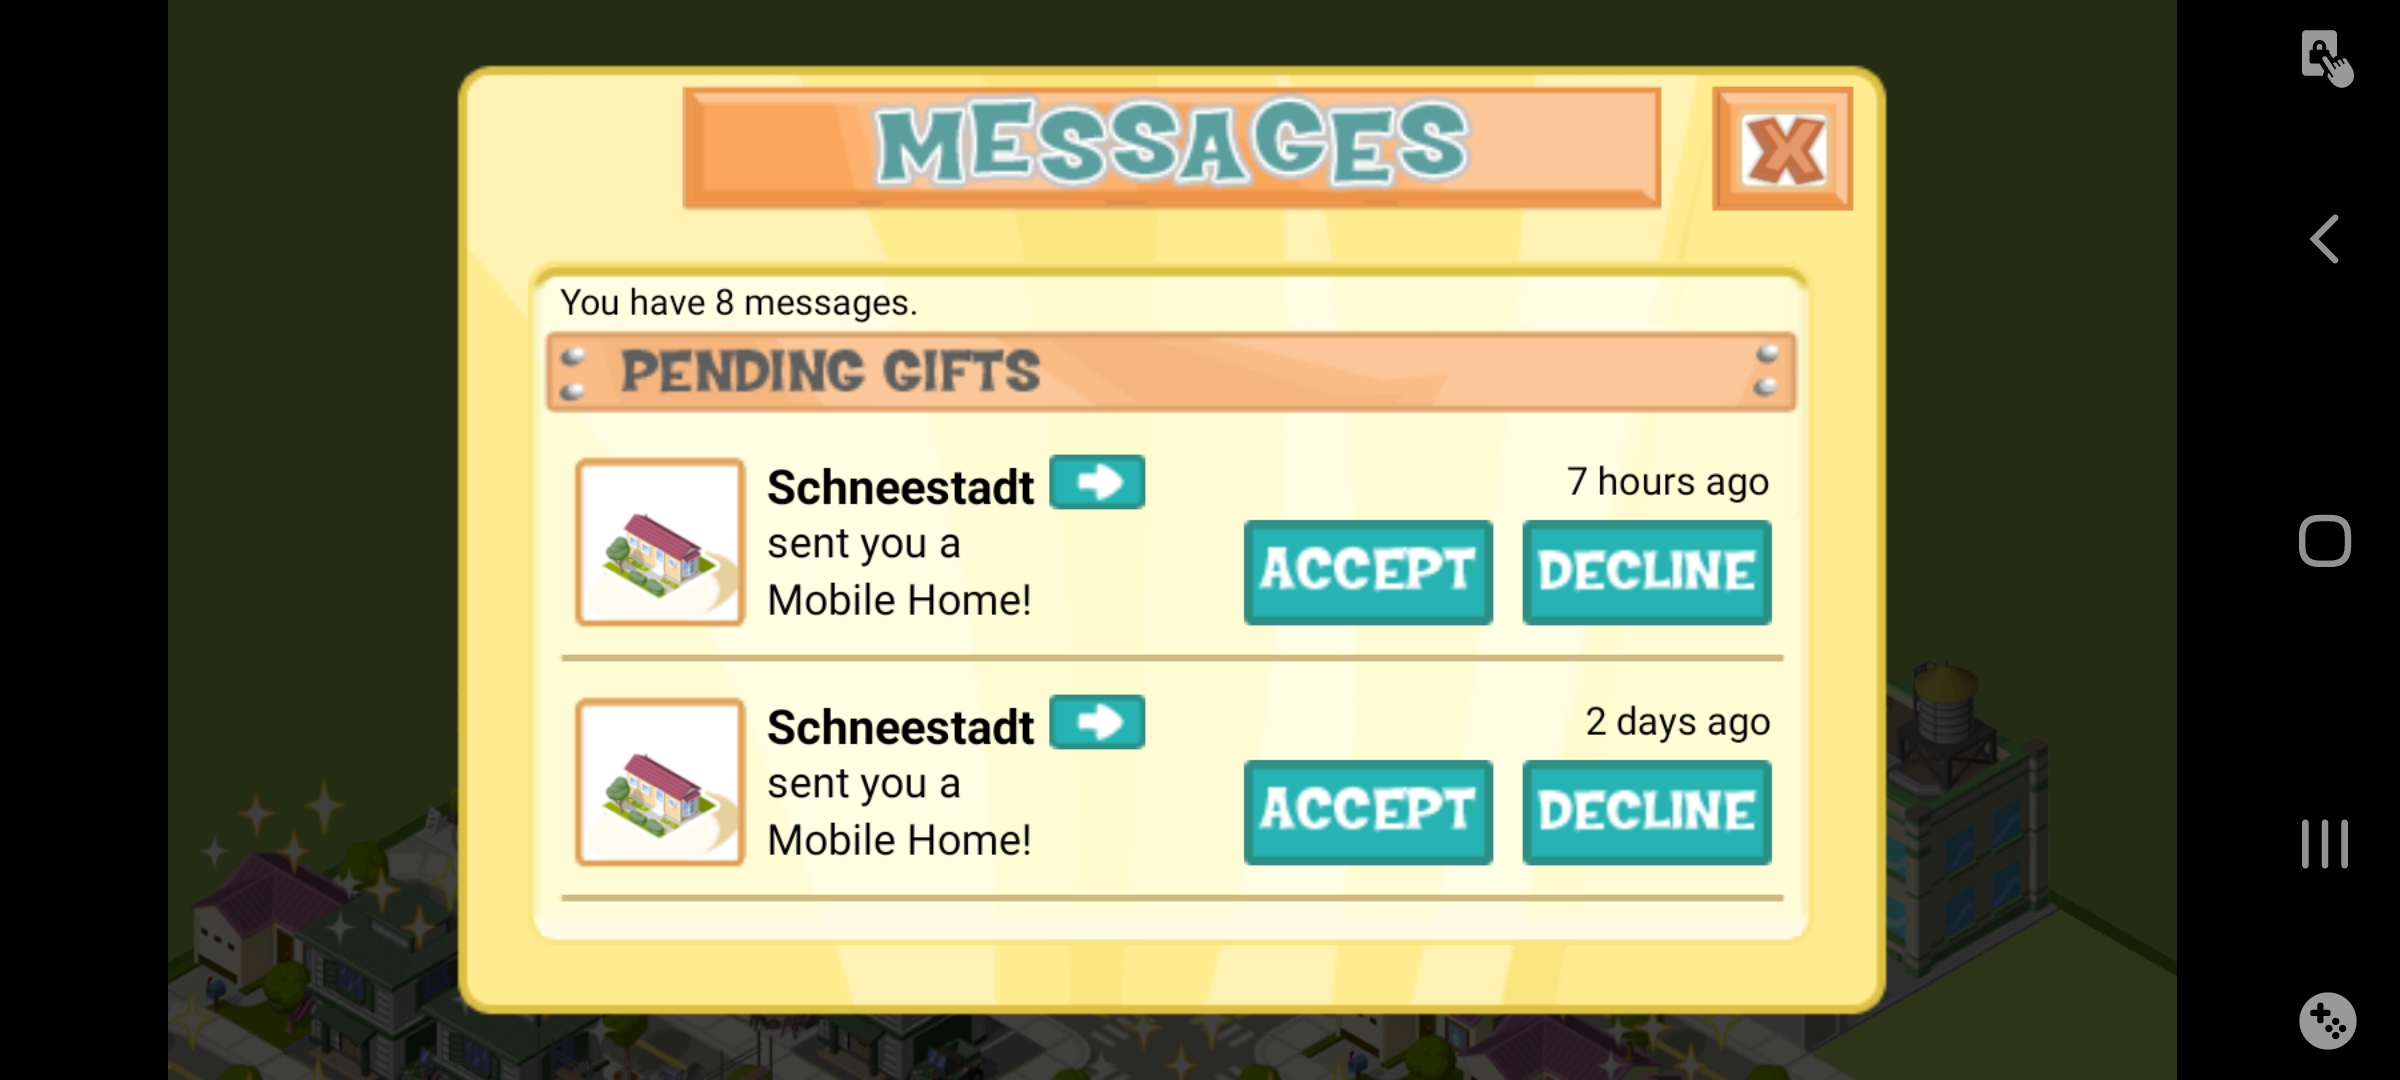 MESSAGES
X
You have 8 messages.
PENDING GIFTS
Schneestadt
7 hours ago
sent you a
Mobile Home!
ACCEPT
DECLINE
Schneestadt
2 days ago
sent you a
Mobile Home!
ACCEPT
DECLINE